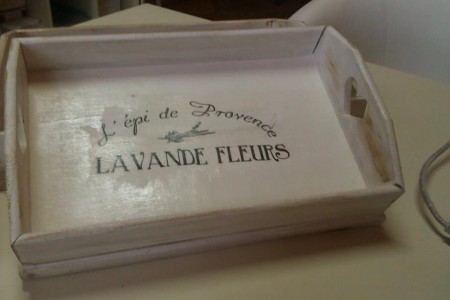 L'épi de Provence
LAVANDE FLEURS